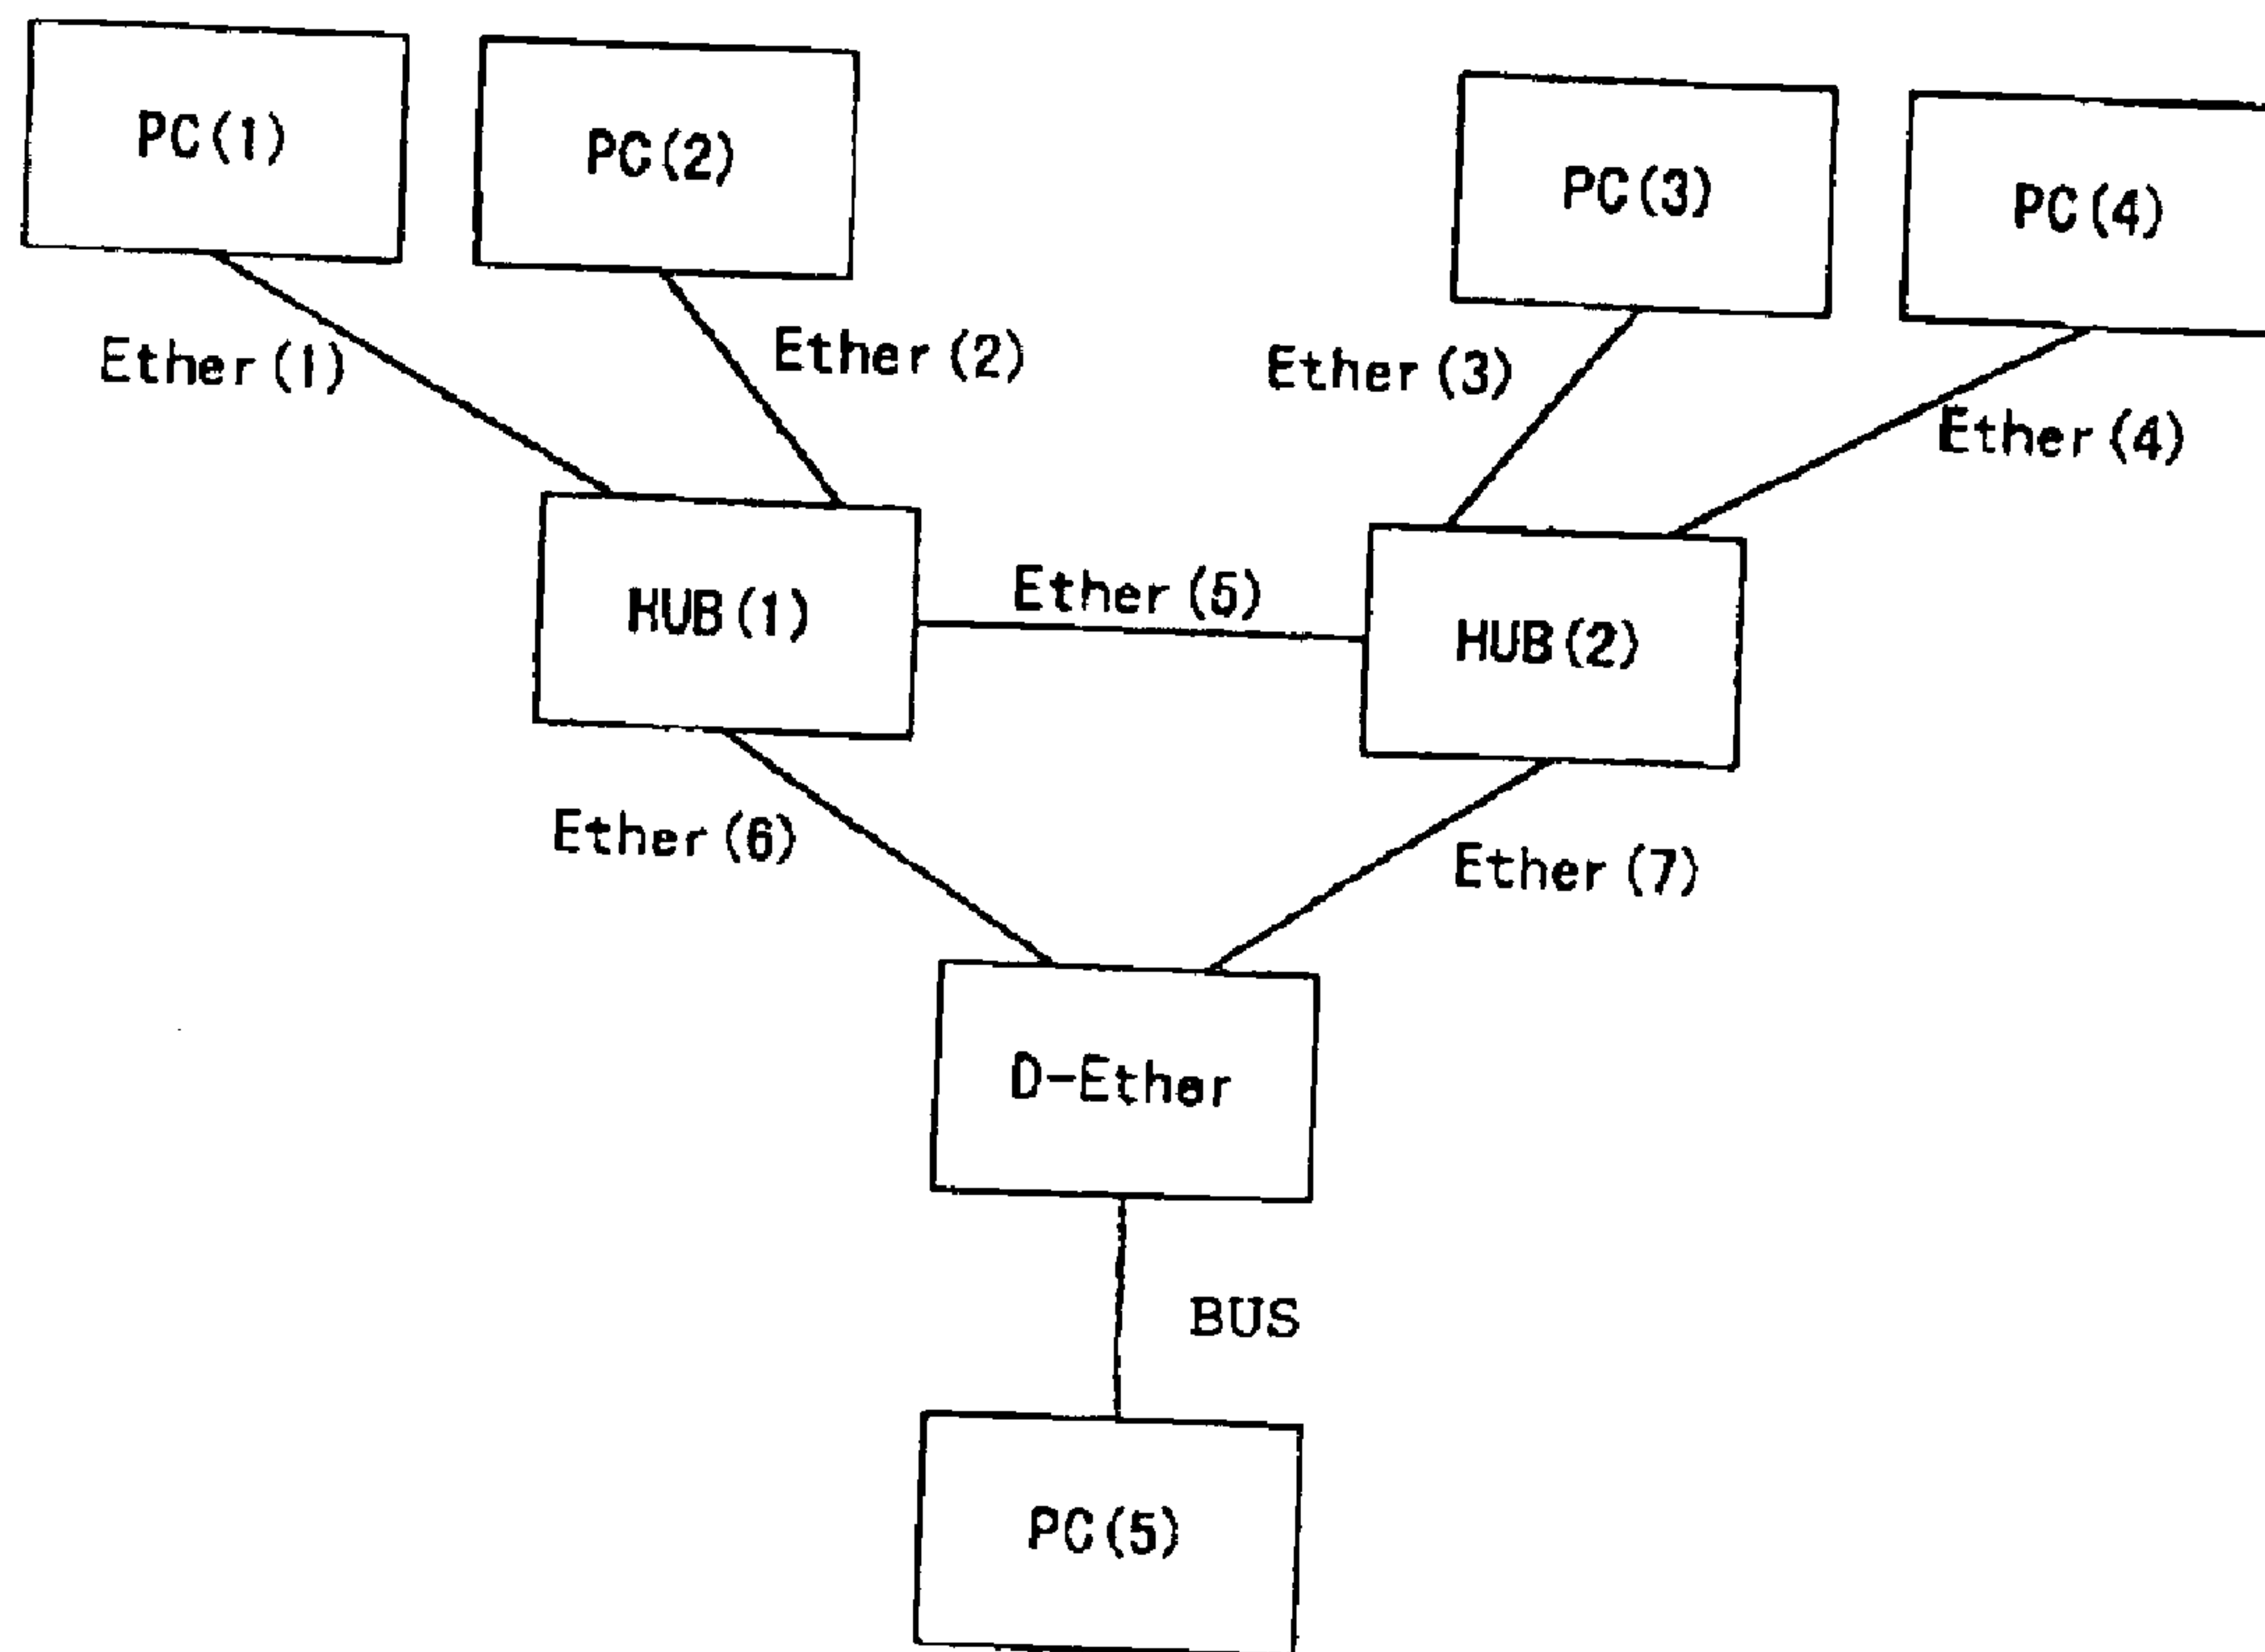 PC(1)
PC(2)
PC(3)
PC(4)
Ether(1)
Ether(2)
Ether(3)
Ether(4)
HUB(1)
Ether(5)
HUB(2)
Ether(6)
Ether(7)
D-Ether
BUS
PC(5)